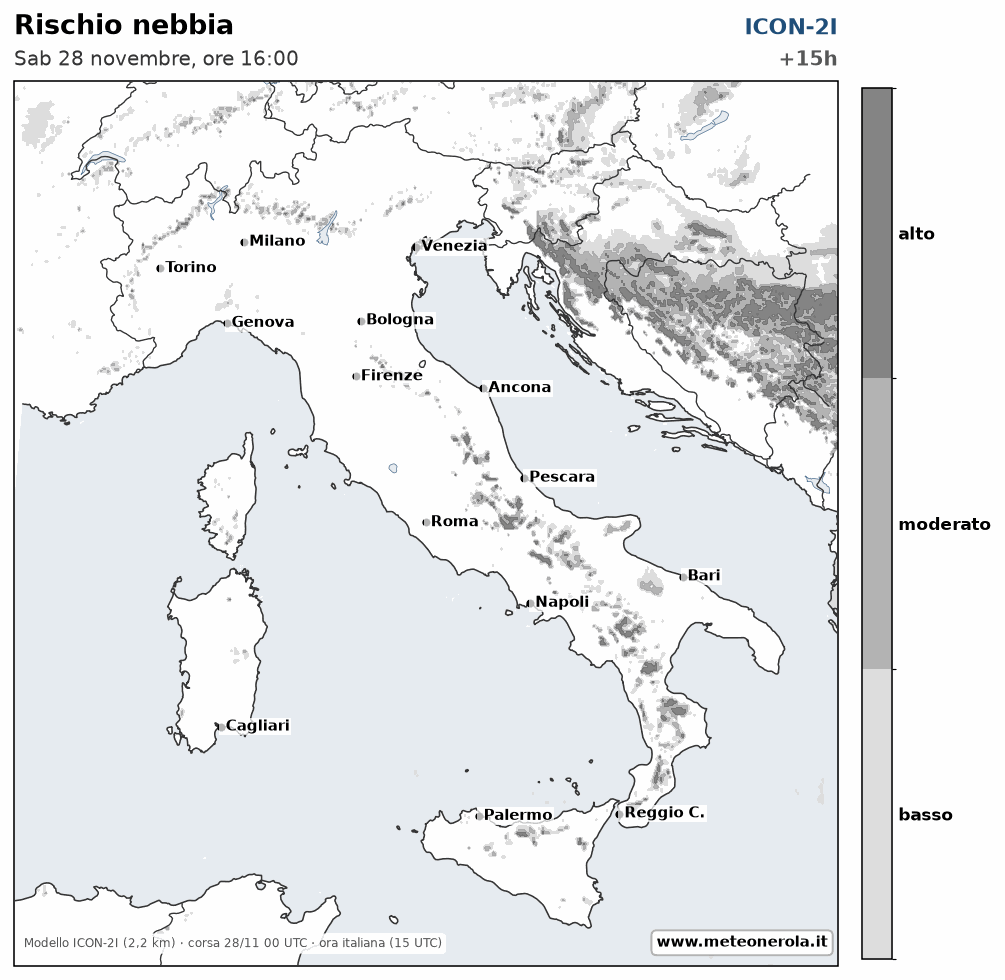 Rischio nebbia
ICON-2I
Sab 28 novembre, ore 16:00
+15h
alto
Milano
Venezia
Torino
Genova
Bologna
Firenze
Ancona
Pescara
moderato
Roma
Bari
Napoli
Cagliari
Palermo
Reggio C.
basso
Modello ICON-2I (2,2 km) · corsa 28/11 00 UTC · ora italiana (15 UTC)
www.meteonerola.it